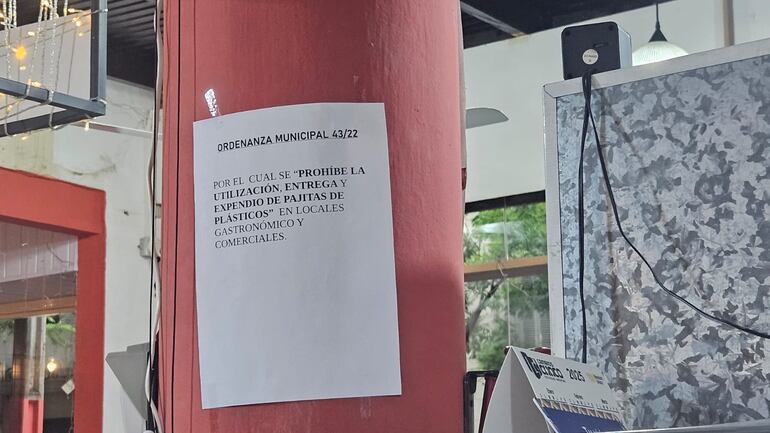 ORDENANZA MUNICIPAL 43/22
POR EL CUAL SE "PROHÍBE LA
UTILIZACIÓN, ENTREGA Y
EXPENDIO DE PAJITAS DE
PLÁSTICOS" EN LOCALES
GASTRONÓMICO Y
COMERCIALES.
2025